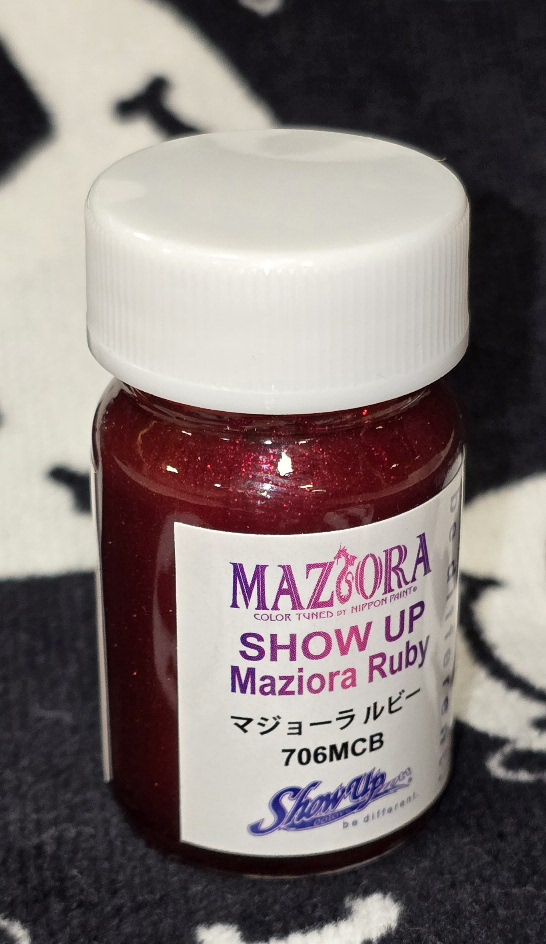 MAZIORA
COLOR TUNED BY NIPPON PAINT®
SHOW UP
Maziora Ruby
マジョーラ ルビー
706MCB
Show Up
be different.